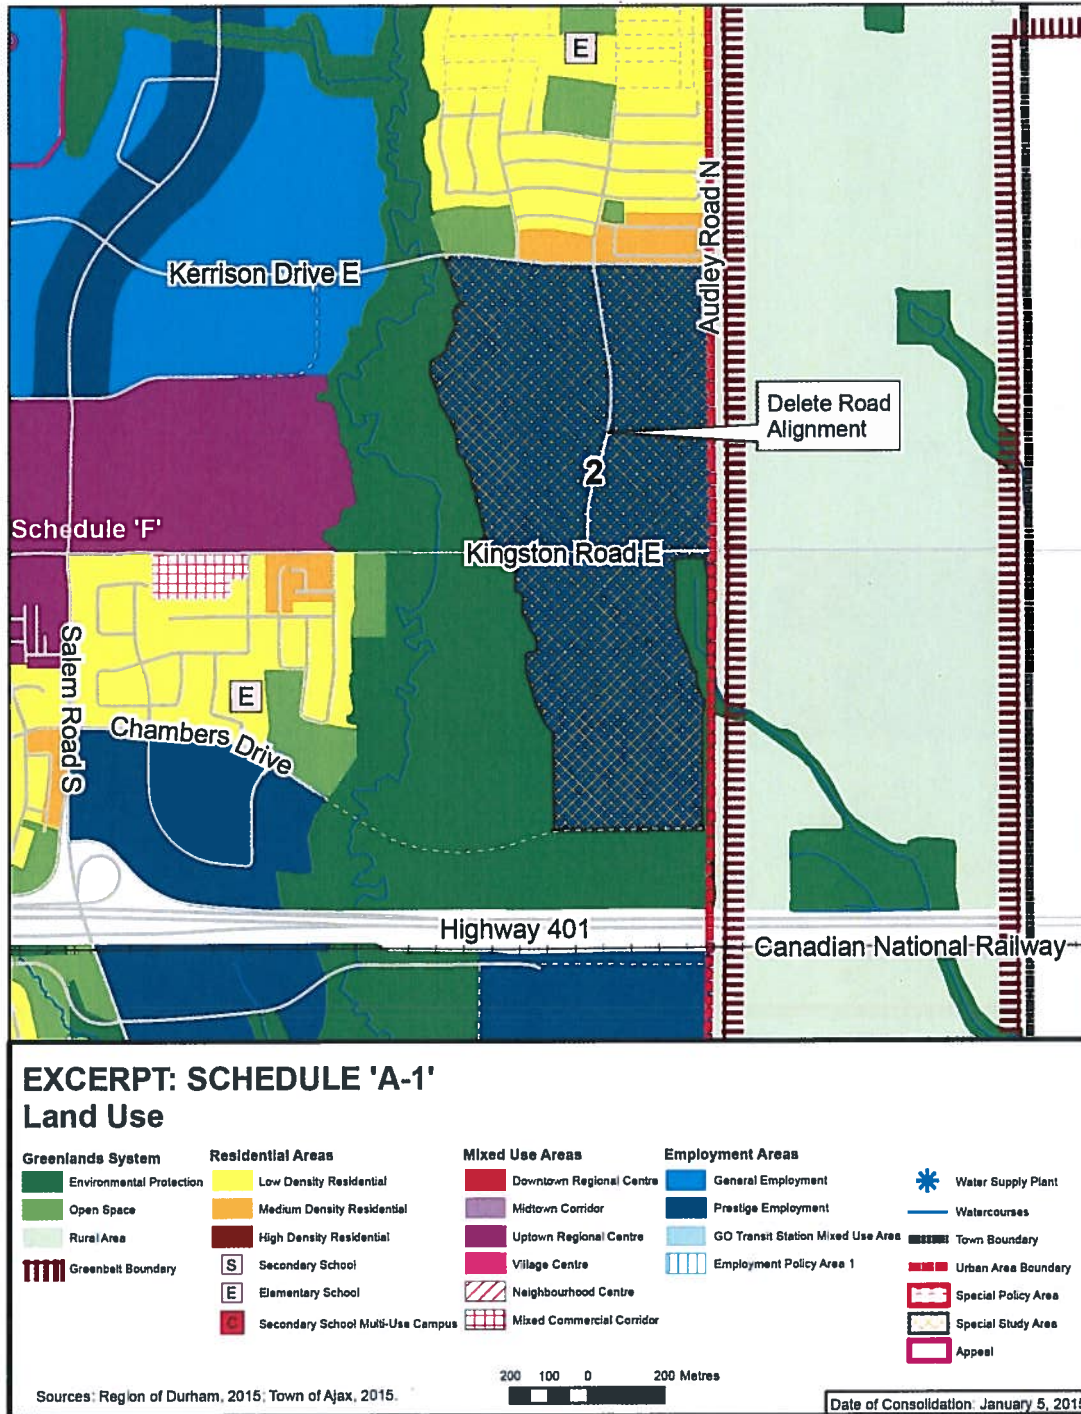 E
Audley Road N
Kerrison Drive E
Delete Road
Alignment
2
Schedule 'F'
Kingston Road E
Salem Road S
E
Chambers Drive
Highway 401
Canadian National Railway
EXCERPT: SCHEDULE 'A-1'
Land Use
Greenlands System
Environmental Protection
Open Space
Rural Area
Greenbelt Boundary
Residential Areas
Low Density Residential
Medium Density Residential
High Density Residential
S Secondary School
E Elementary School
C Secondary School Multi-Use Campus
Mixed Use Areas
Downtown Regional Centre
Midtown Corridor
Uptown Regional Centre
Village Centre
Neighbourhood Centre
Mixed Commercial Corridor
Employment Areas
General Employment
Prestige Employment
GO Transit Station Mixed Use Area
Employment Policy Area 1
Water Supply Plant
Watercourses
Town Boundary
Urban Area Boundary
Special Policy Area
Special Study Area
Appeal
200 100 0 200 Metres
Sources: Region of Durham, 2015; Town of Ajax, 2015.
Date of Consolidation: January 5, 2015